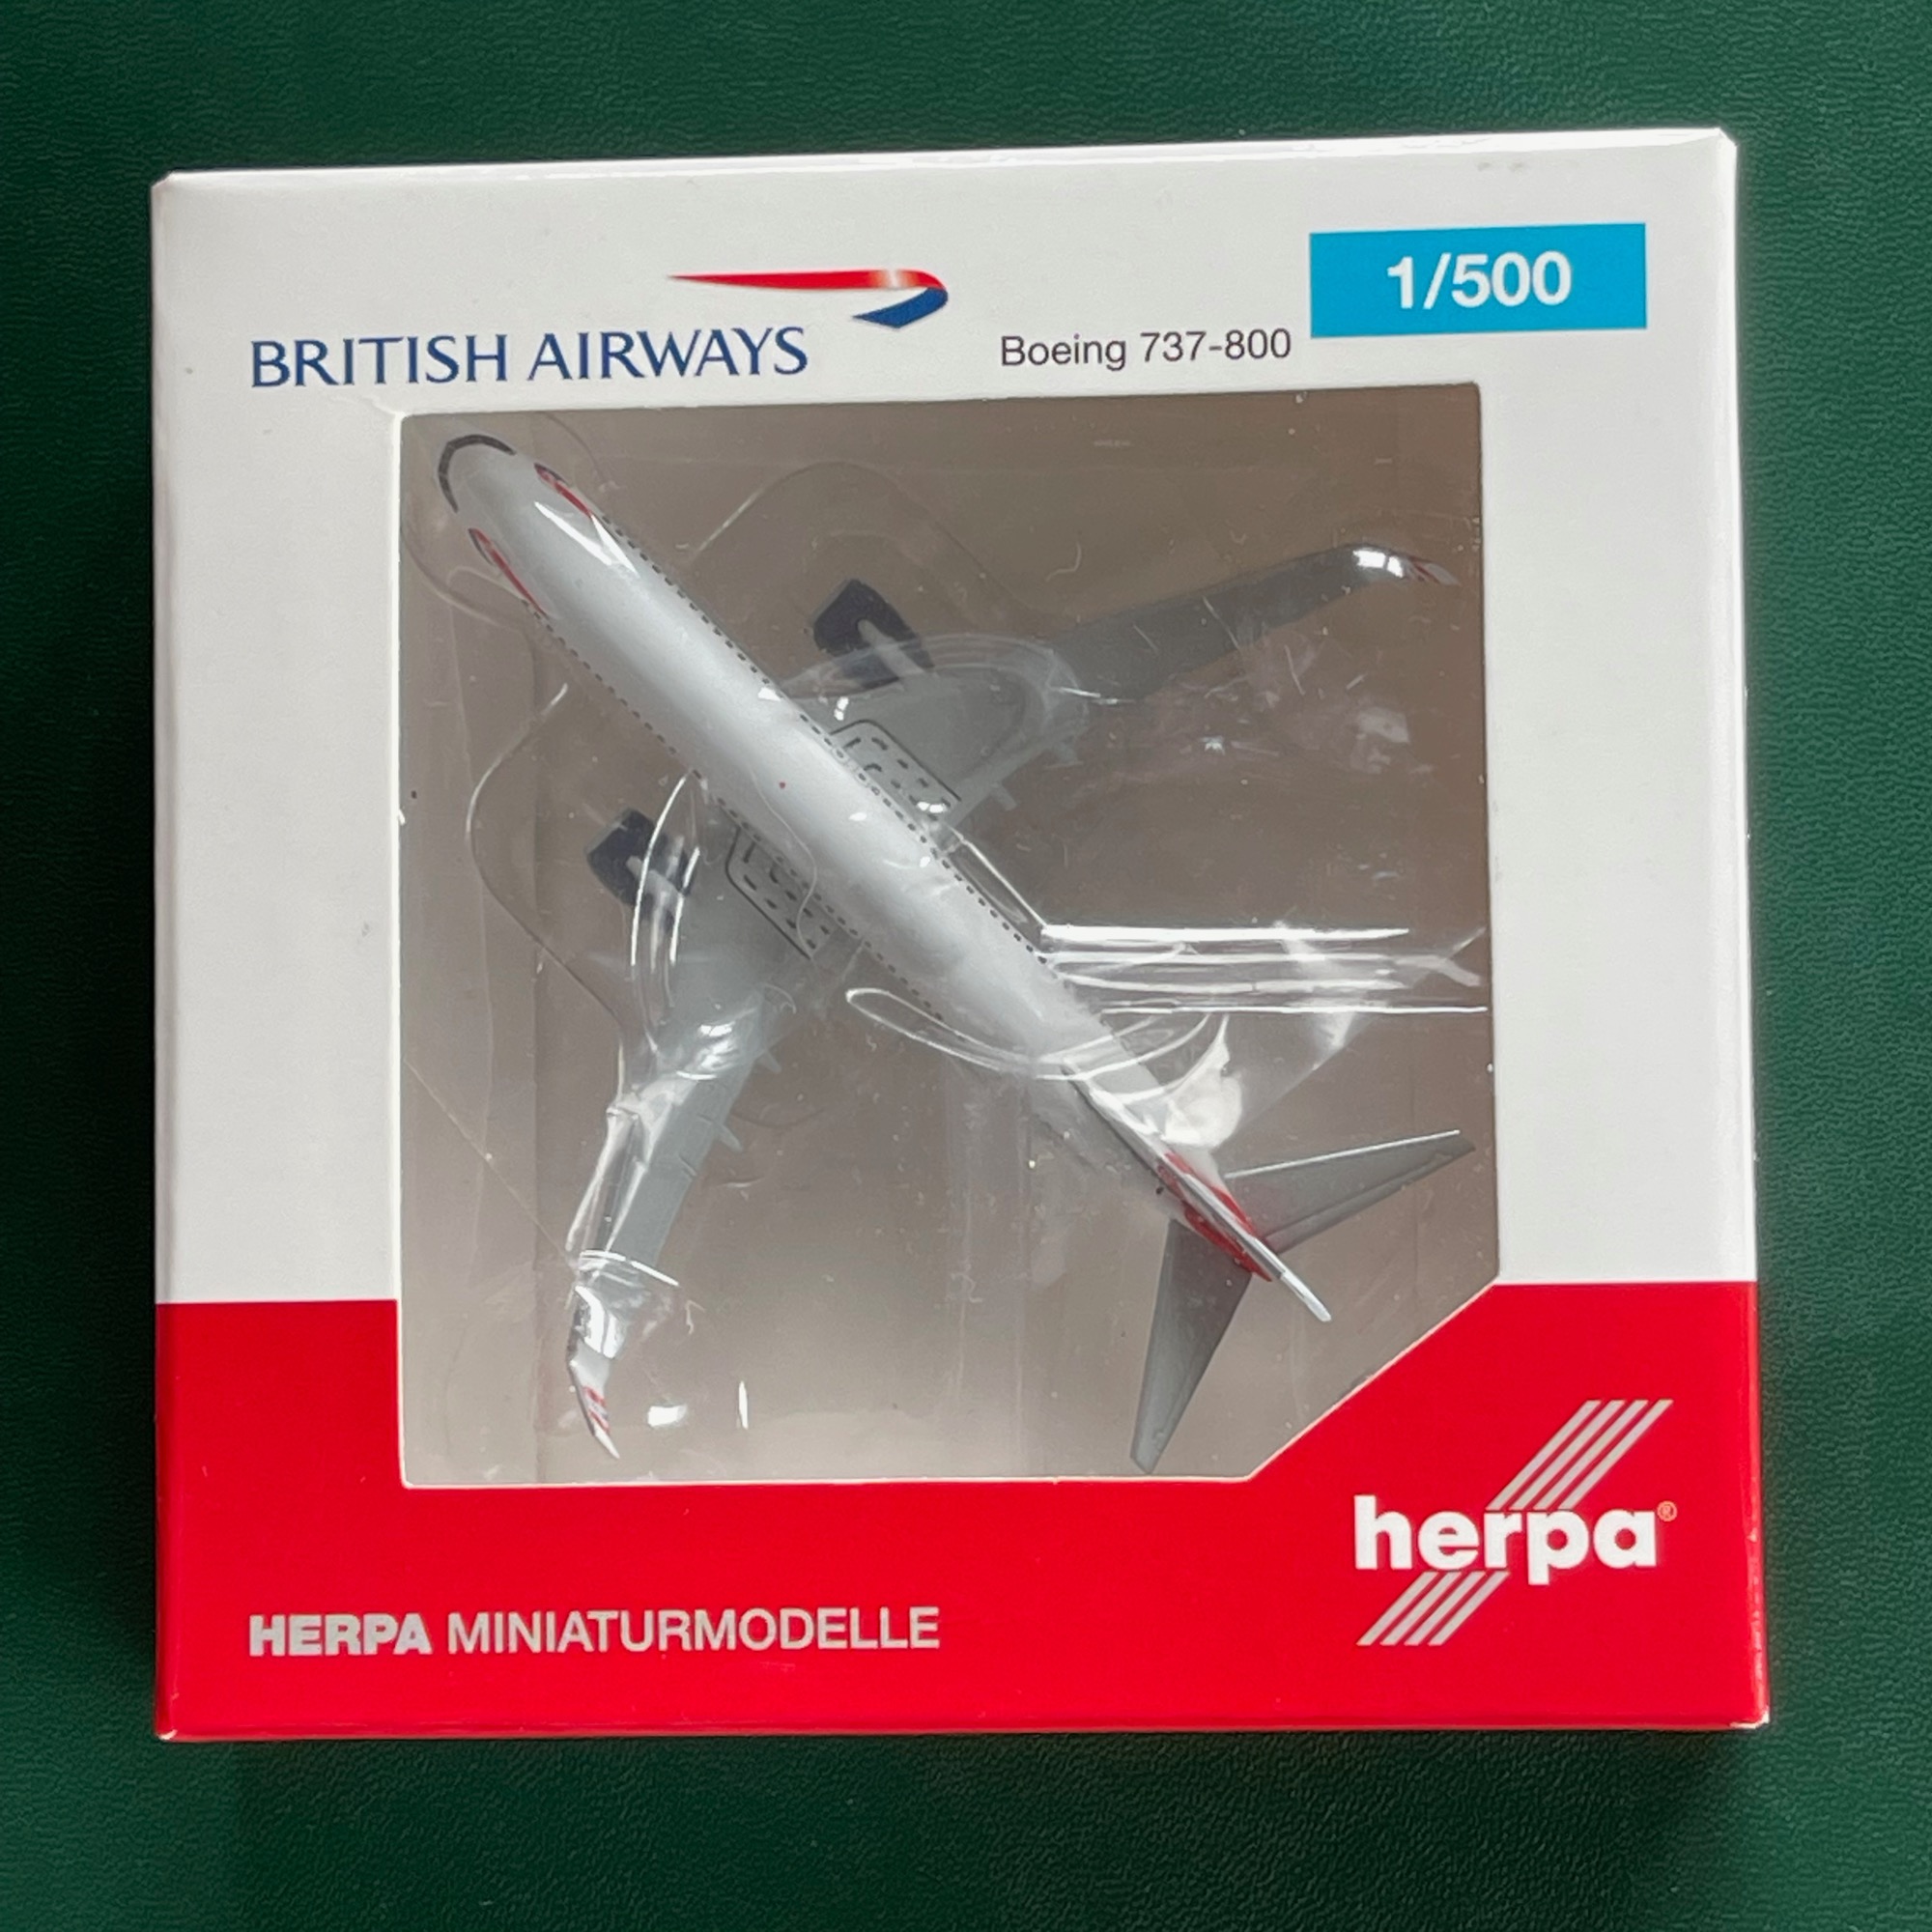 1/500
BRITISH AIRWAYS
Boeing 737-800
herpa®
HERPA MINIATURMODELLE